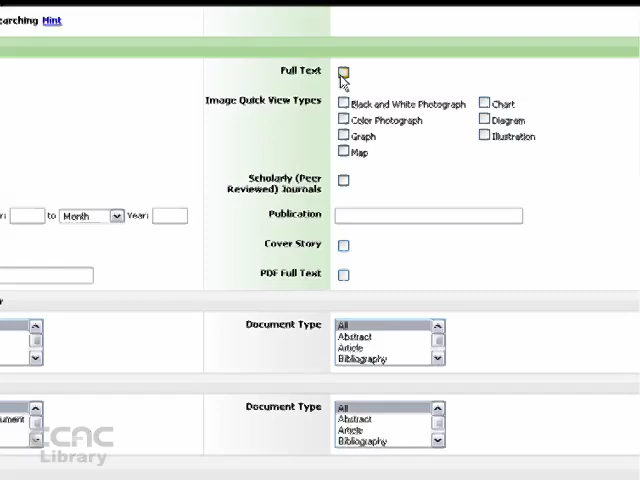 earching Mint
Full Text
Image Quick View Types
Black and White Photograph
Chart
Color Photograph
Diagram
Graph
Illustration
Map
Scholarly (Peer
Reviewed) Journals
to Month Year:
Publication
Cover Story
PDF Full Text
Document Type
All
Abstract
Article
Bibliography
Document Type
ument
All
Abstract
Article
Bibliography
CCAC
Library